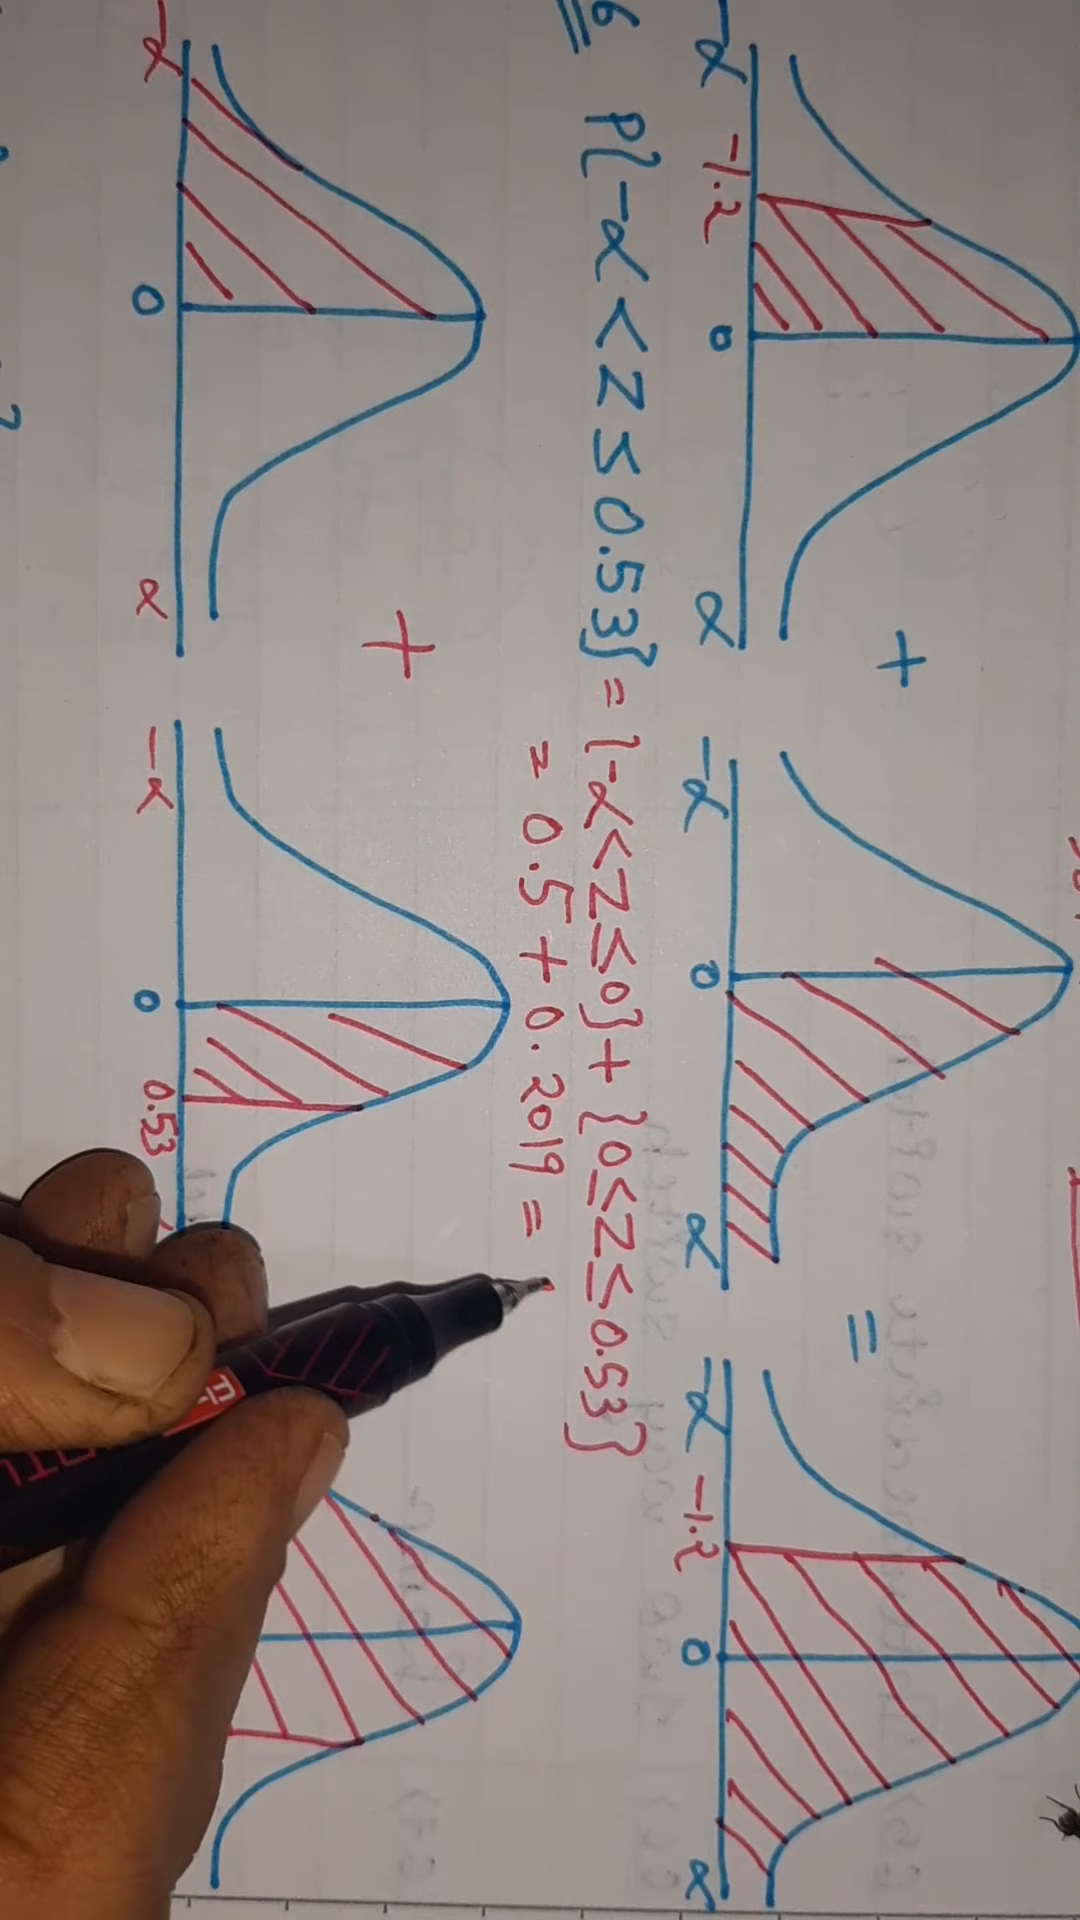 -α -1.2 0 α + -α 0 α = -α -1.2 0 α
6 P{-α<Z≤0.53} = {-α<Z≤0} + {0≤Z≤0.53}
= 0.5 + 0.2019 =
+
-α 0 α -α 0 0.53